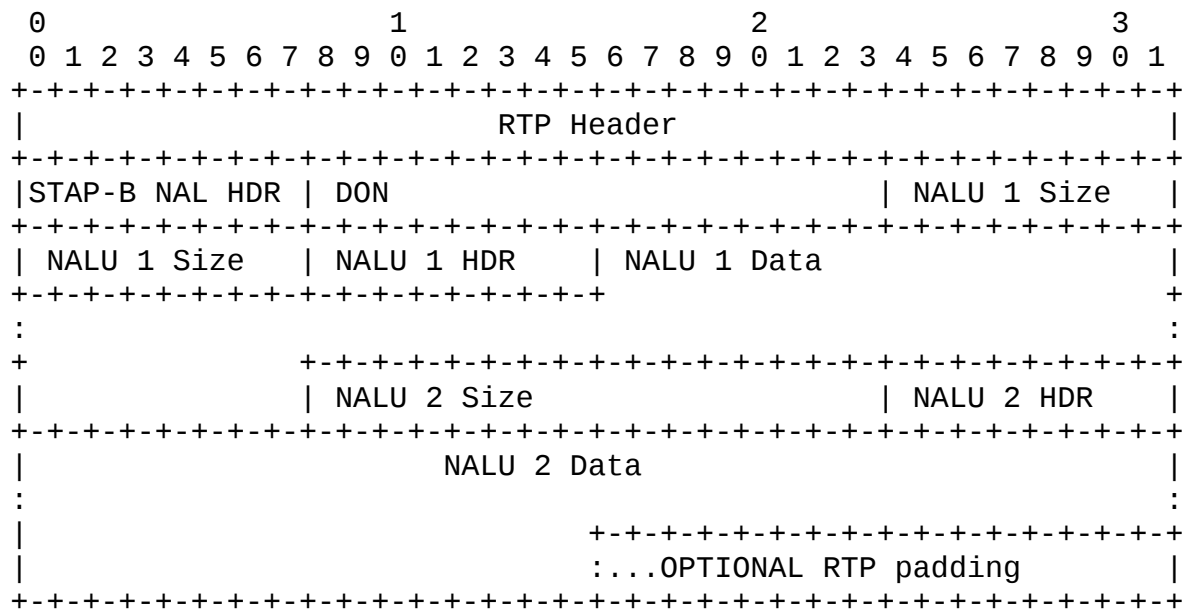 0                   1                   2                   3
 0 1 2 3 4 5 6 7 8 9 0 1 2 3 4 5 6 7 8 9 0 1 2 3 4 5 6 7 8 9 0 1
+-+-+-+-+-+-+-+-+-+-+-+-+-+-+-+-+-+-+-+-+-+-+-+-+-+-+-+-+-+-+-+-+
|                          RTP Header                           |
+-+-+-+-+-+-+-+-+-+-+-+-+-+-+-+-+-+-+-+-+-+-+-+-+-+-+-+-+-+-+-+-+
|STAP-B NAL HDR | DON                           | NALU 1 Size   |
+-+-+-+-+-+-+-+-+-+-+-+-+-+-+-+-+-+-+-+-+-+-+-+-+-+-+-+-+-+-+-+-+
| NALU 1 Size   | NALU 1 HDR    | NALU 1 Data                   |
+-+-+-+-+-+-+-+-+-+-+-+-+-+-+-+-+                               +
:                                                               :
+               +-+-+-+-+-+-+-+-+-+-+-+-+-+-+-+-+-+-+-+-+-+-+-+-+
|               | NALU 2 Size                   | NALU 2 HDR    |
+-+-+-+-+-+-+-+-+-+-+-+-+-+-+-+-+-+-+-+-+-+-+-+-+-+-+-+-+-+-+-+-+
|                       NALU 2 Data                             |
:                                                               :
|                               +-+-+-+-+-+-+-+-+-+-+-+-+-+-+-+-+
|                               :...OPTIONAL RTP padding        |
+-+-+-+-+-+-+-+-+-+-+-+-+-+-+-+-+-+-+-+-+-+-+-+-+-+-+-+-+-+-+-+-+